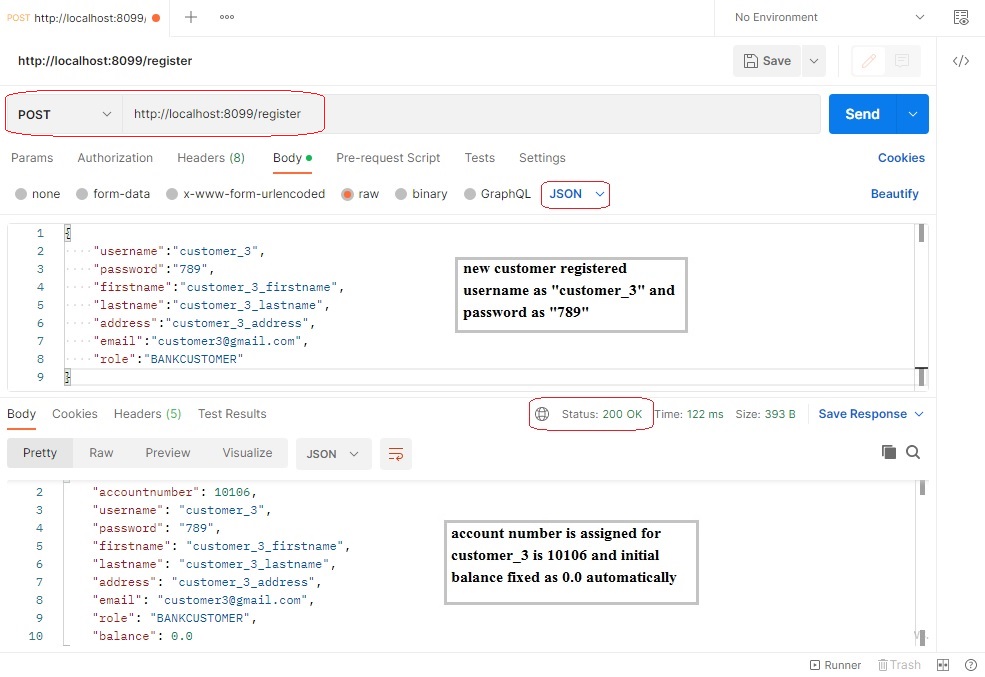 POST http://localhost:8099/
No Environment
http://localhost:8099/register
Save
POST http://localhost:8099/register
Send
Params Authorization Headers (8) Body Pre-request Script Tests Settings Cookies
none form-data x-www-form-urlencoded raw binary GraphQL JSON Beautify
1 {
2 "username":"customer_3",
3 "password":"789",
4 "firstname":"customer_3_firstname",
5 "lastname":"customer_3_lastname",
6 "address":"customer_3_address",
7 "email":"customer3@gmail.com",
8 "role":"BANKCUSTOMER"
9 }
new customer registered
username as "customer_3" and
password as "789"
Body Cookies Headers (5) Test Results Status: 200 OK Time: 122 ms Size: 393 B Save Response
Pretty Raw Preview Visualize JSON
2 "accountnumber": 10106,
3 "username": "customer_3",
4 "password": "789",
5 "firstname": "customer_3_firstname",
6 "lastname": "customer_3_lastname",
7 "address": "customer_3_address",
8 "email": "customer3@gmail.com",
9 "role": "BANKCUSTOMER",
10 "balance": 0.0
account number is assigned for
customer_3 is 10106 and initial
balance fixed as 0.0 automatically
Runner Trash